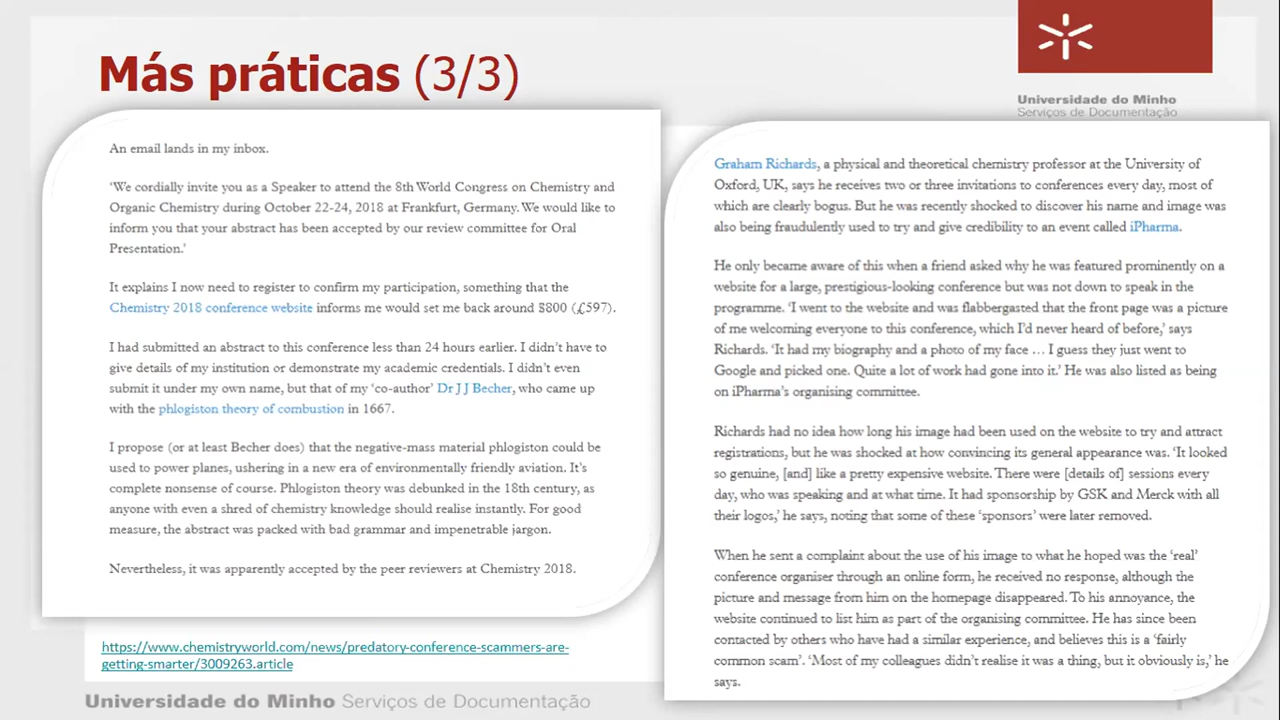 Más práticas (3/3)
Universidade do Minho
Serviços de Documentação
An email lands in my inbox.
'We cordially invite you as a Speaker to attend the 8th World Congress on Chemistry and
Organic Chemistry during October 22-24, 2018 at Frankfurt, Germany. We would like to
inform you that your abstract has been accepted by our review committee for Oral
Presentation.'
It explains I now need to register to confirm my participation, something that the
Chemistry 2018 conference website informs me would set me back around $800 (£597).
I had submitted an abstract to this conference less than 24 hours earlier. I didn't have to
give details of my institution or demonstrate my academic credentials. I didn't even
submit it under my own name, but that of my 'co-author' Dr J J Becher, who came up
with the phlogiston theory of combustion in 1667.
I propose (or at least Becher does) that the negative-mass material phlogiston could be
used to power planes, ushering in a new era of environmentally friendly aviation. It's
complete nonsense of course. Phlogiston theory was debunked in the 18th century, as
anyone with even a shred of chemistry knowledge should realise instantly. For good
measure, the abstract was packed with bad grammar and impenetrable jargon.
Nevertheless, it was apparently accepted by the peer reviewers at Chemistry 2018.
https://www.chemistryworld.com/news/predatory-conference-scammers-are-
getting-smarter/3009263.article
Graham Richards, a physical and theoretical chemistry professor at the University of
Oxford, UK, says he receives two or three invitations to conferences every day, most of
which are clearly bogus. But he was recently shocked to discover his name and image was
also being fraudulently used to try and give credibility to an event called iPharma.
He only became aware of this when a friend asked why he was featured prominently on a
website for a large, prestigious-looking conference but was not down to speak in the
programme. 'I went to the website and was flabbergasted that the front page was a picture
of me welcoming everyone to this conference, which I'd never heard of before,' says
Richards. 'It had my biography and a photo of my face … I guess they just went to
Google and picked one. Quite a lot of work had gone into it.' He was also listed as being
on iPharma's organising committee.
Richards had no idea how long his image had been used on the website to try and attract
registrations, but he was shocked at how convincing its general appearance was. 'It looked
so genuine, [and] like a pretty expensive website. There were [details of] sessions every
day, who was speaking and at what time. It had sponsorship by GSK and Merck with all
their logos,' he says, noting that some of these 'sponsors' were later removed.
When he sent a complaint about the use of his image to what he hoped was the 'real'
conference organiser through an online form, he received no response, although the
picture and message from him on the homepage disappeared. To his annoyance, the
website continued to list him as part of the organising committee. He has since been
contacted by others who have had a similar experience, and believes this is a 'fairly
common scam'. 'Most of my colleagues didn't realise it was a thing, but it obviously is,' he
says.
Universidade do Minho Serviços de Documentação